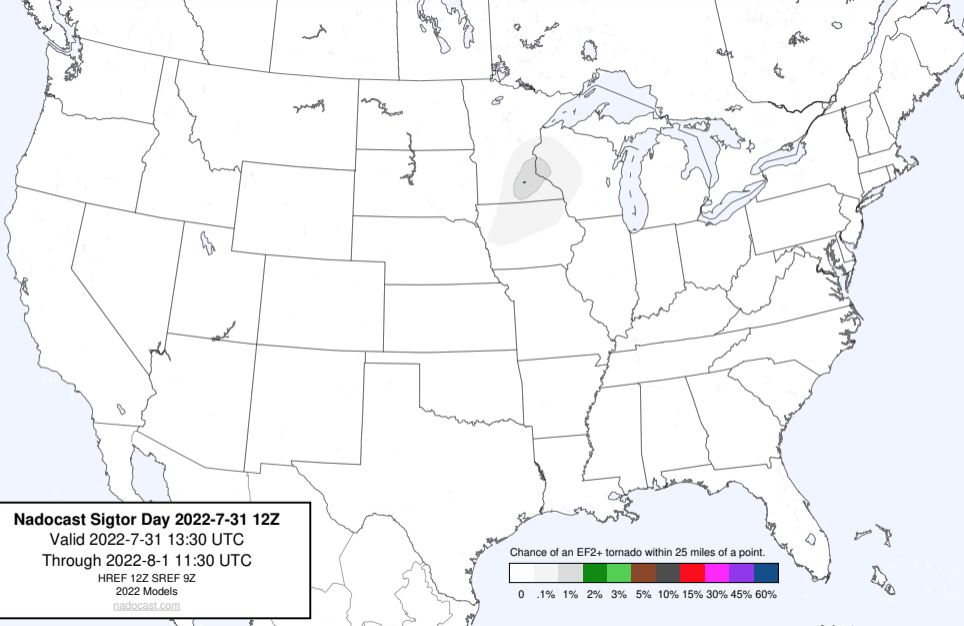 Nadocast Sigtor Day 2022-7-31 12Z
Valid 2022-7-31 13:30 UTC
Through 2022-8-1 11:30 UTC
HREF 12Z SREF 9Z
2022 Models
nadocast.com
Chance of an EF2+ tornado within 25 miles of a point.
0 .1% 1% 2% 3% 5% 10% 15% 30% 45% 60%